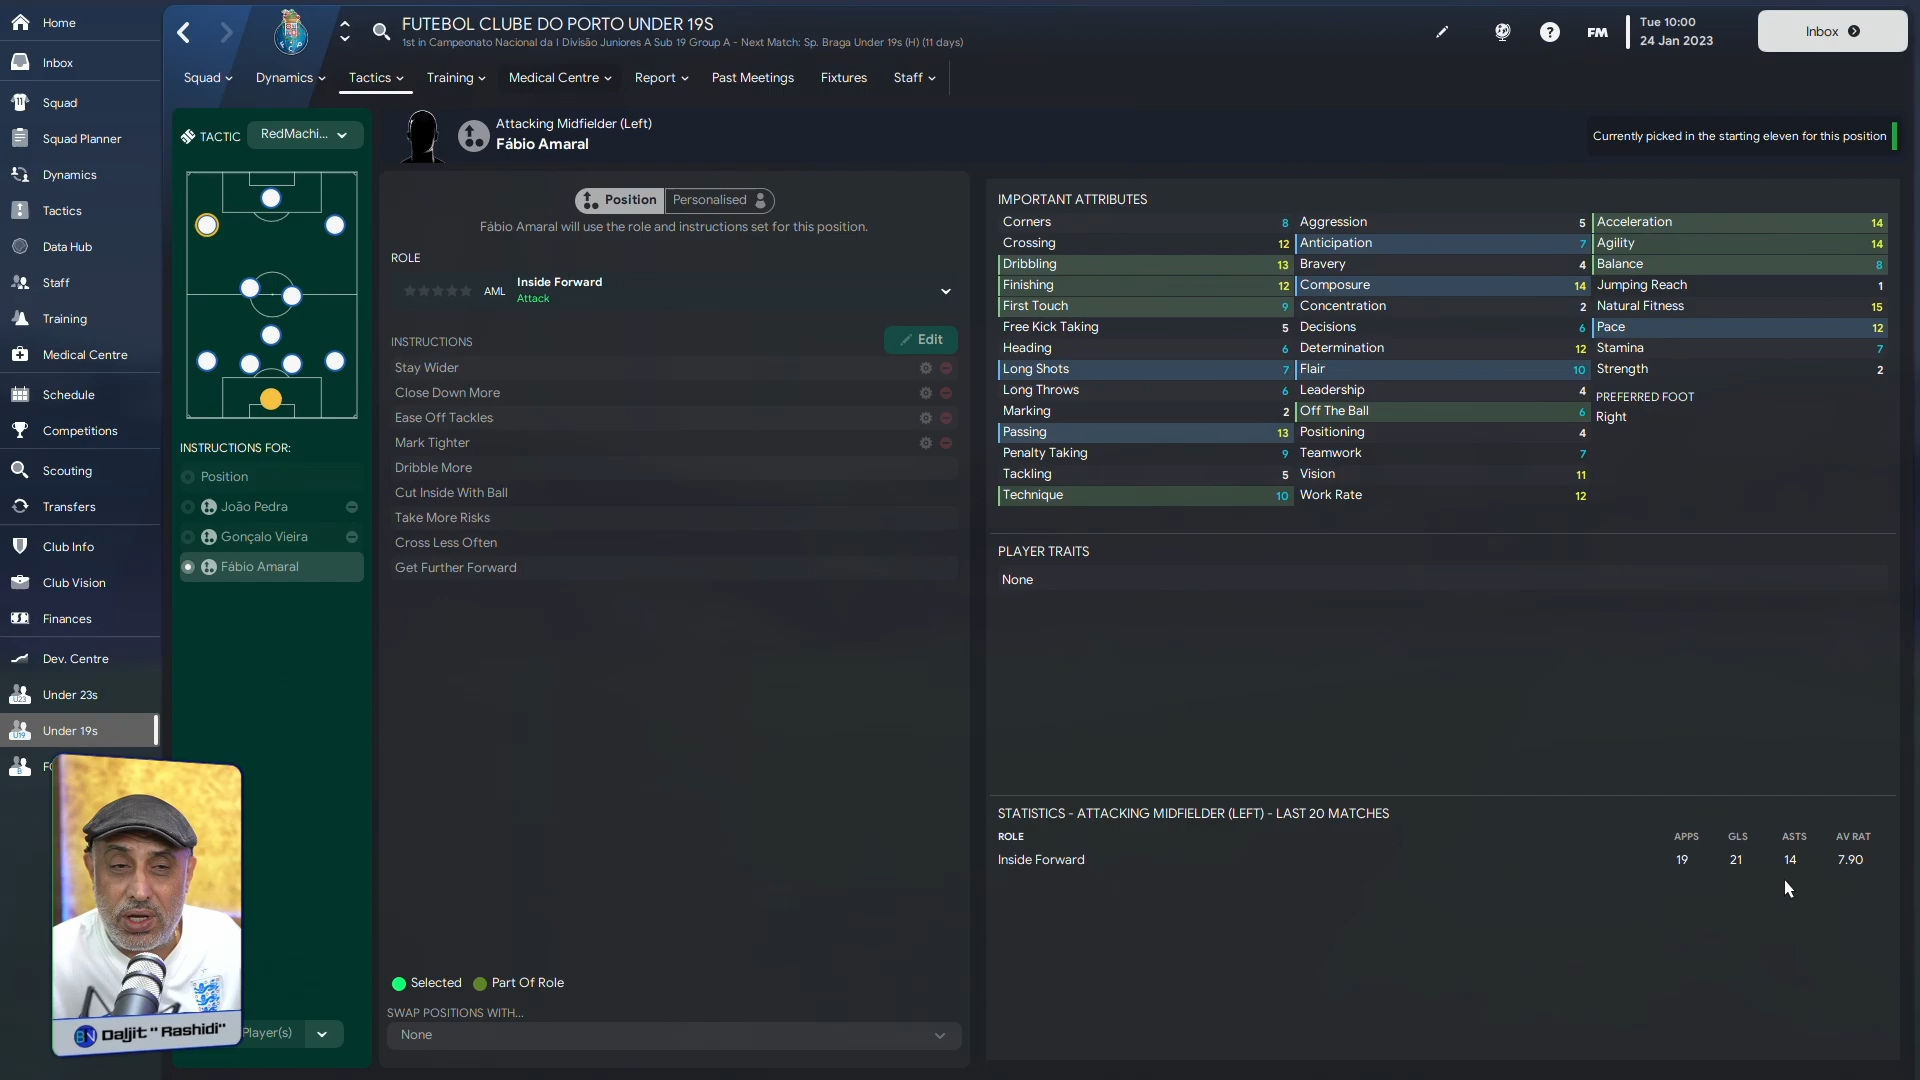 Home
Inbox
Squad
Squad Planner
Dynamics
Tactics
Data Hub
Staff
Training
Medical Centre
Schedule
Competitions
Scouting
Transfers
Club Info
Club Vision
Finances
Dev. Centre
Under 23s
Under 19s
FUTEBOL CLUBE DO PORTO UNDER 19S
1st in Campeonato Nacional da I Divisão Juniores A Sub 19 Group A - Next Match: Sp. Braga Under 19s (H) (11 days)
FM
Tue 10:00
24 Jan 2023
Inbox
Squad Dynamics Tactics Training Medical Centre Report Past Meetings Fixtures Staff
TACTIC RedMachi...
INSTRUCTIONS FOR:
Position
João Pedra
Gonçalo Vieira
Fábio Amaral
Player(s)
Daljit " Rashidi"
Attacking Midfielder (Left)
Fábio Amaral
Currently picked in the starting eleven for this position
Position Personalised
Fábio Amaral will use the role and instructions set for this position.
ROLE
AML Inside Forward
Attack
INSTRUCTIONS Edit
Stay Wider
Close Down More
Ease Off Tackles
Mark Tighter
Dribble More
Cut Inside With Ball
Take More Risks
Cross Less Often
Get Further Forward
Selected Part Of Role
SWAP POSITIONS WITH...
None
IMPORTANT ATTRIBUTES
Corners 8 Aggression 5 Acceleration 14
Crossing 12 Anticipation 7 Agility 14
Dribbling 13 Bravery 4 Balance 8
Finishing 12 Composure 14 Jumping Reach 1
First Touch 9 Concentration 2 Natural Fitness 15
Free Kick Taking 5 Decisions 6 Pace 12
Heading 6 Determination 12 Stamina 7
Long Shots 7 Flair 10 Strength 2
Long Throws 6 Leadership 4 PREFERRED FOOT
Marking 2 Off The Ball 6 Right
Passing 13 Positioning 4
Penalty Taking 9 Teamwork 7
Tackling 5 Vision 11
Technique 10 Work Rate 12
PLAYER TRAITS
None
STATISTICS - ATTACKING MIDFIELDER (LEFT) - LAST 20 MATCHES
ROLE APPS GLS ASTS AV RAT
Inside Forward 19 21 14 7.90